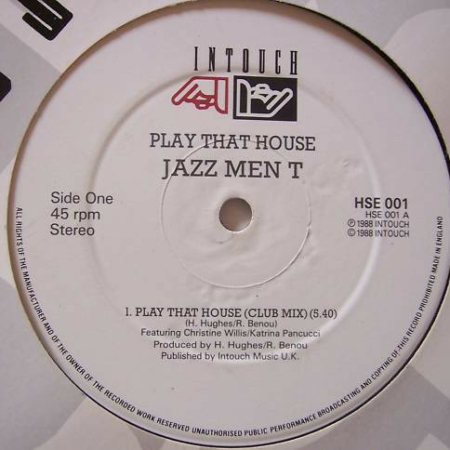 INTOUCH
PLAY THAT HOUSE
JAZZ MEN T
Side One
45 rpm
Stereo
HSE 001
HSE 001 A
℗ 1988 INTOUCH
© 1988 INTOUCH
1. PLAY THAT HOUSE (CLUB MIX) (5.40)
(H. Hughes/R. Benou)
Featuring Christine Willis/Katrina Pancucci
Produced by H. Hughes/R. Benou
Published by Intouch Music U.K.
ALL RIGHTS OF THE MANUFACTURER AND OF THE OWNER OF THE RECORDED WORK RESERVED UNAUTHORISED PUBLIC PERFORMANCE BROADCASTING AND COPYING OF THIS RECORD PROHIBITED MADE IN ENGLAND